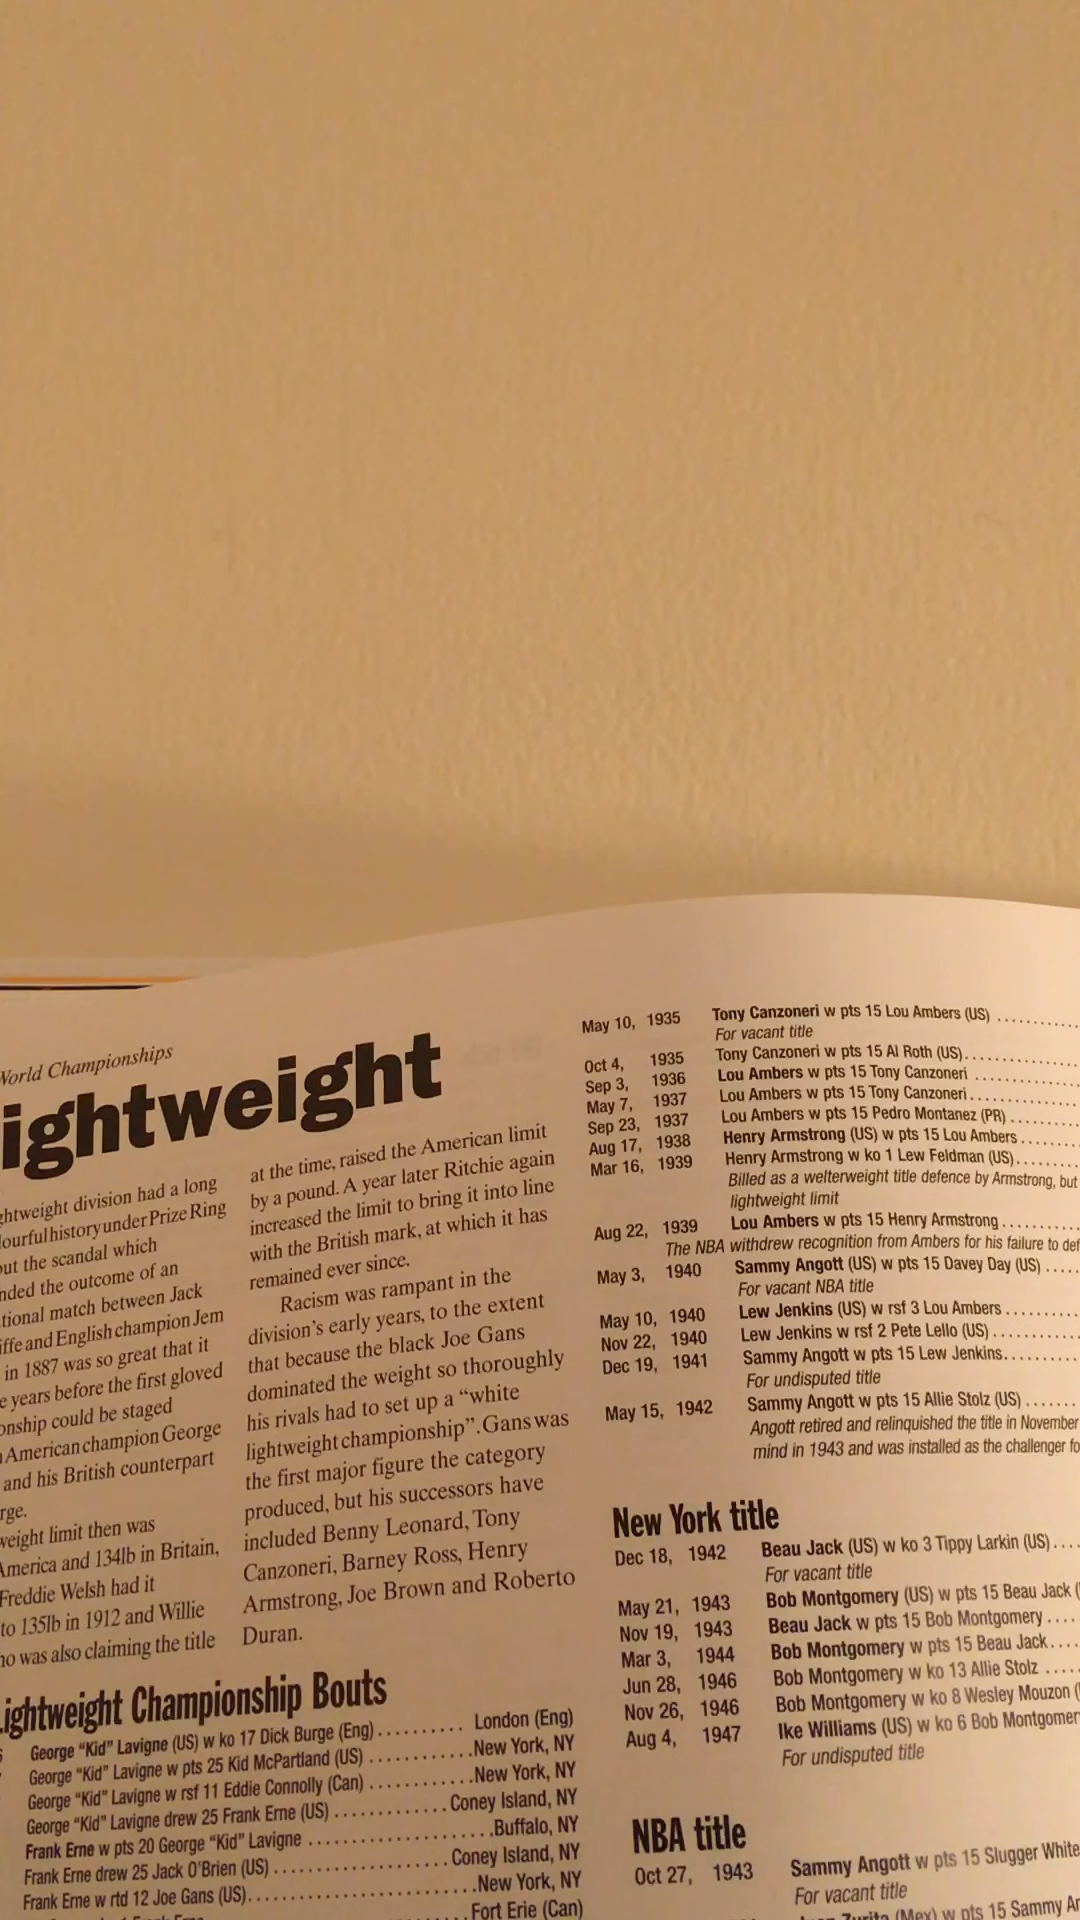 World Championships
ightweight
ghtweight division had a long
lourful history under Prize Ring
but the scandal which
nded the outcome of an
tional match between Jack
iffe and English champion Jem
in 1887 was so great that it
e years before the first gloved
onship could be staged
American champion George
and his British counterpart
rge.
weight limit then was
America and 134lb in Britain,
Freddie Welsh had it
to 135lb in 1912 and Willie
ho was also claiming the title
at the time, raised the American limit
by a pound. A year later Ritchie again
increased the limit to bring it into line
with the British mark, at which it has
remained ever since.
Racism was rampant in the
division's early years, to the extent
that because the black Joe Gans
dominated the weight so thoroughly
his rivals had to set up a “white
lightweight championship”. Gans was
the first major figure the category
produced, but his successors have
included Benny Leonard, Tony
Canzoneri, Barney Ross, Henry
Armstrong, Joe Brown and Roberto
Duran.
Lightweight Championship Bouts
George “Kid” Lavigne (US) w ko 17 Dick Burge (Eng).......... London (Eng)
George “Kid” Lavigne w pts 25 Kid McPartland (US) ............New York, NY
George “Kid” Lavigne w rsf 11 Eddie Connolly (Can) ............New York, NY
George “Kid” Lavigne drew 25 Frank Erne (US) .............Coney Island, NY
Frank Erne w pts 20 George “Kid” Lavigne .....................Buffalo, NY
Frank Erne drew 25 Jack O'Brien (US) ....................Coney Island, NY
Frank Erne w rtd 12 Joe Gans (US)..........................New York, NY
Fort Erie (Can)
May 10, 1935 Tony Canzoneri w pts 15 Lou Ambers (US) ...........
For vacant title
Oct 4, 1935 Tony Canzoneri w pts 15 Al Roth (US)...............
Sep 3, 1936 Lou Ambers w pts 15 Tony Canzoneri ..............
May 7, 1937 Lou Ambers w pts 15 Tony Canzoneri..............
Sep 23, 1937 Lou Ambers w pts 15 Pedro Montanez (PR) .........
Aug 17, 1938 Henry Armstrong (US) w pts 15 Lou Ambers ........
Mar 16, 1939 Henry Armstrong w ko 1 Lew Feldman (US)........
Billed as a welterweight title defence by Armstrong, but
lightweight limit
Aug 22, 1939 Lou Ambers w pts 15 Henry Armstrong ..........
The NBA withdrew recognition from Ambers for his failure to def
May 3, 1940 Sammy Angott (US) w pts 15 Davey Day (US) .....
For vacant NBA title
May 10, 1940 Lew Jenkins (US) w rsf 3 Lou Ambers ..........
Nov 22, 1940 Lew Jenkins w rsf 2 Pete Lello (US) ............
Dec 19, 1941 Sammy Angott w pts 15 Lew Jenkins...........
For undisputed title
May 15, 1942 Sammy Angott w pts 15 Allie Stolz (US) .......
Angott retired and relinquished the title in November
mind in 1943 and was installed as the challenger fo
New York title
Dec 18, 1942 Beau Jack (US) w ko 3 Tippy Larkin (US)....
For vacant title
May 21, 1943 Bob Montgomery (US) w pts 15 Beau Jack (
Nov 19, 1943 Beau Jack w pts 15 Bob Montgomery ....
Mar 3, 1944 Bob Montgomery w pts 15 Beau Jack....
Jun 28, 1946 Bob Montgomery w ko 13 Allie Stolz .....
Nov 26, 1946 Bob Montgomery w ko 8 Wesley Mouzon (
Aug 4, 1947 Ike Williams (US) w ko 6 Bob Montgomer
For undisputed title
NBA title
Oct 27, 1943 Sammy Angott w pts 15 Slugger White
For vacant title
Zurita (Mex) w pts 15 Sammy An